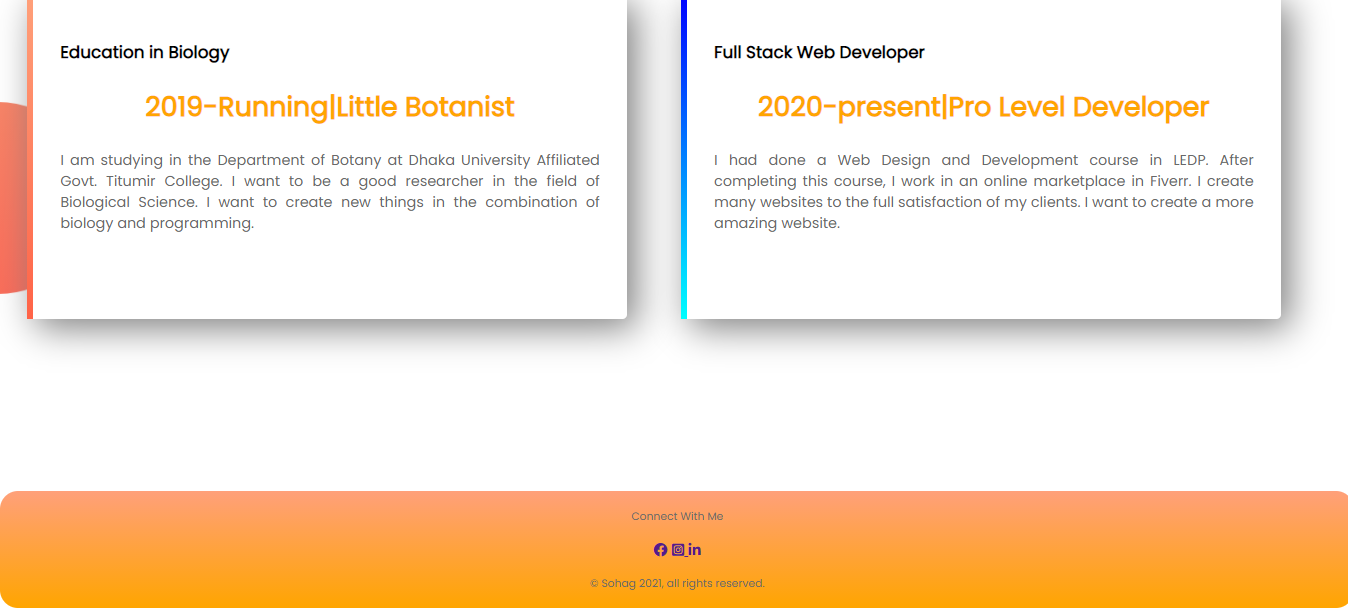 Education in Biology
2019-Running|Little Botanist
I am studying in the Department of Botany at Dhaka University Affiliated
Govt. Titumir College. I want to be a good researcher in the field of
Biological Science. I want to create new things in the combination of
biology and programming.
Full Stack Web Developer
2020-present|Pro Level Developer
I had done a Web Design and Development course in LEDP. After
completing this course, I work in an online marketplace in Fiverr. I create
many websites to the full satisfaction of my clients. I want to create a more
amazing website.
Connect With Me
© Sohag 2021, all rights reserved.